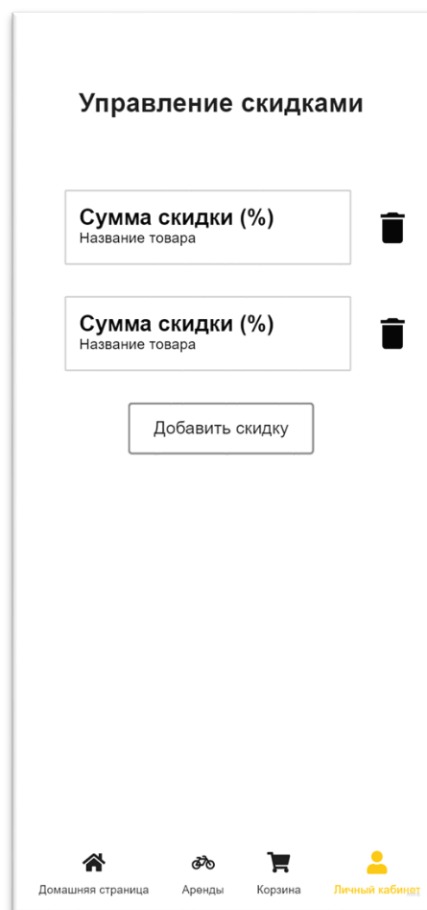 Управление скидками
Сумма скидки (%)
Название товара
Сумма скидки (%)
Название товара
Добавить скидку
Домашняя страница
Аренды
Корзина
Личный кабинет